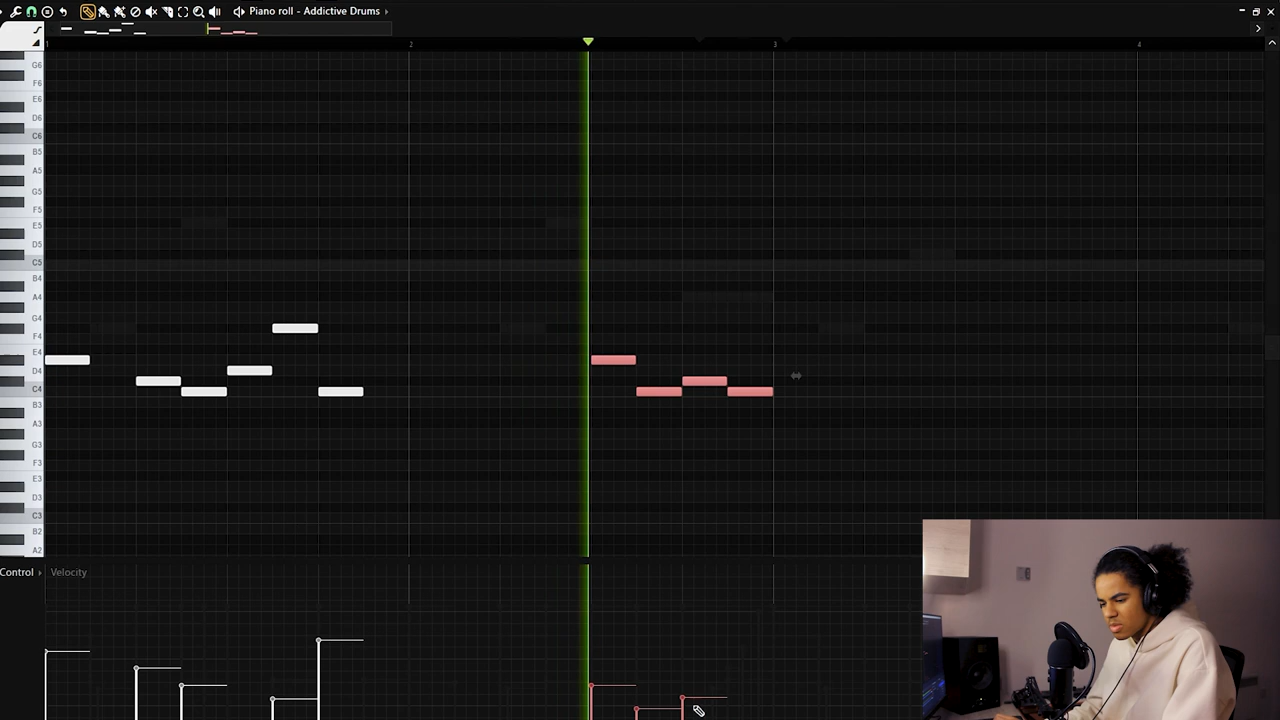 Piano roll - Addictive Drums
1 2 3 4
G6
F6
E6
D6
C6
B5
A5
G5
F5
E5
D5
C5
B4
A4
G4
F4
E4
D4
C4
B3
A3
G3
F3
E3
D3
C3
B2
A2
Control Velocity